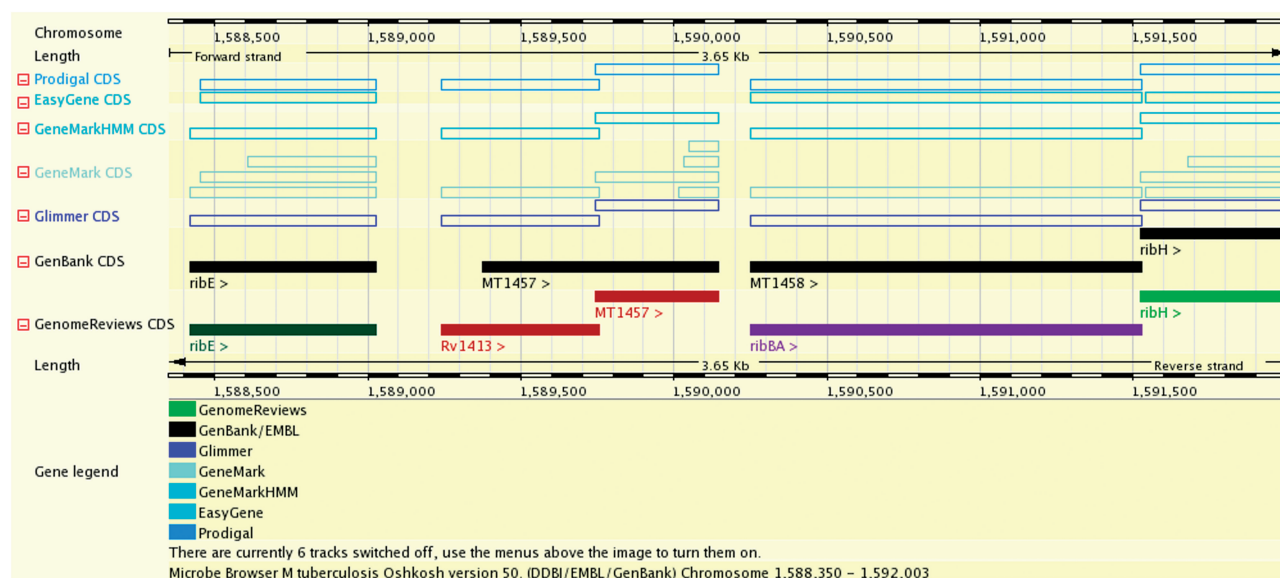 Chromosome
1,588,500 1,589,000 1,589,500 1,590,000 1,590,500 1,591,000 1,591,500
Length Forward strand 3.65 Kb
Prodigal CDS
EasyGene CDS
GeneMarkHMM CDS
GeneMark CDS
Glimmer CDS
ribH >
GenBank CDS
ribE > MT1457 > MT1458 >
MT1457 > ribH >
GenomeReviews CDS
ribE > Rv1413 > ribBA >
Length 3.65 Kb Reverse strand
1,588,500 1,589,000 1,589,500 1,590,000 1,590,500 1,591,000 1,591,500
GenomeReviews
GenBank/EMBL
Glimmer
Gene legend GeneMark
GeneMarkHMM
EasyGene
Prodigal
There are currently 6 tracks switched off, use the menus above the image to turn them on.
Microbe Browser M tuberculosis Oshkosh version 50. (DDBJ/EMBL/GenBank) Chromosome 1,588,350 - 1,592,003